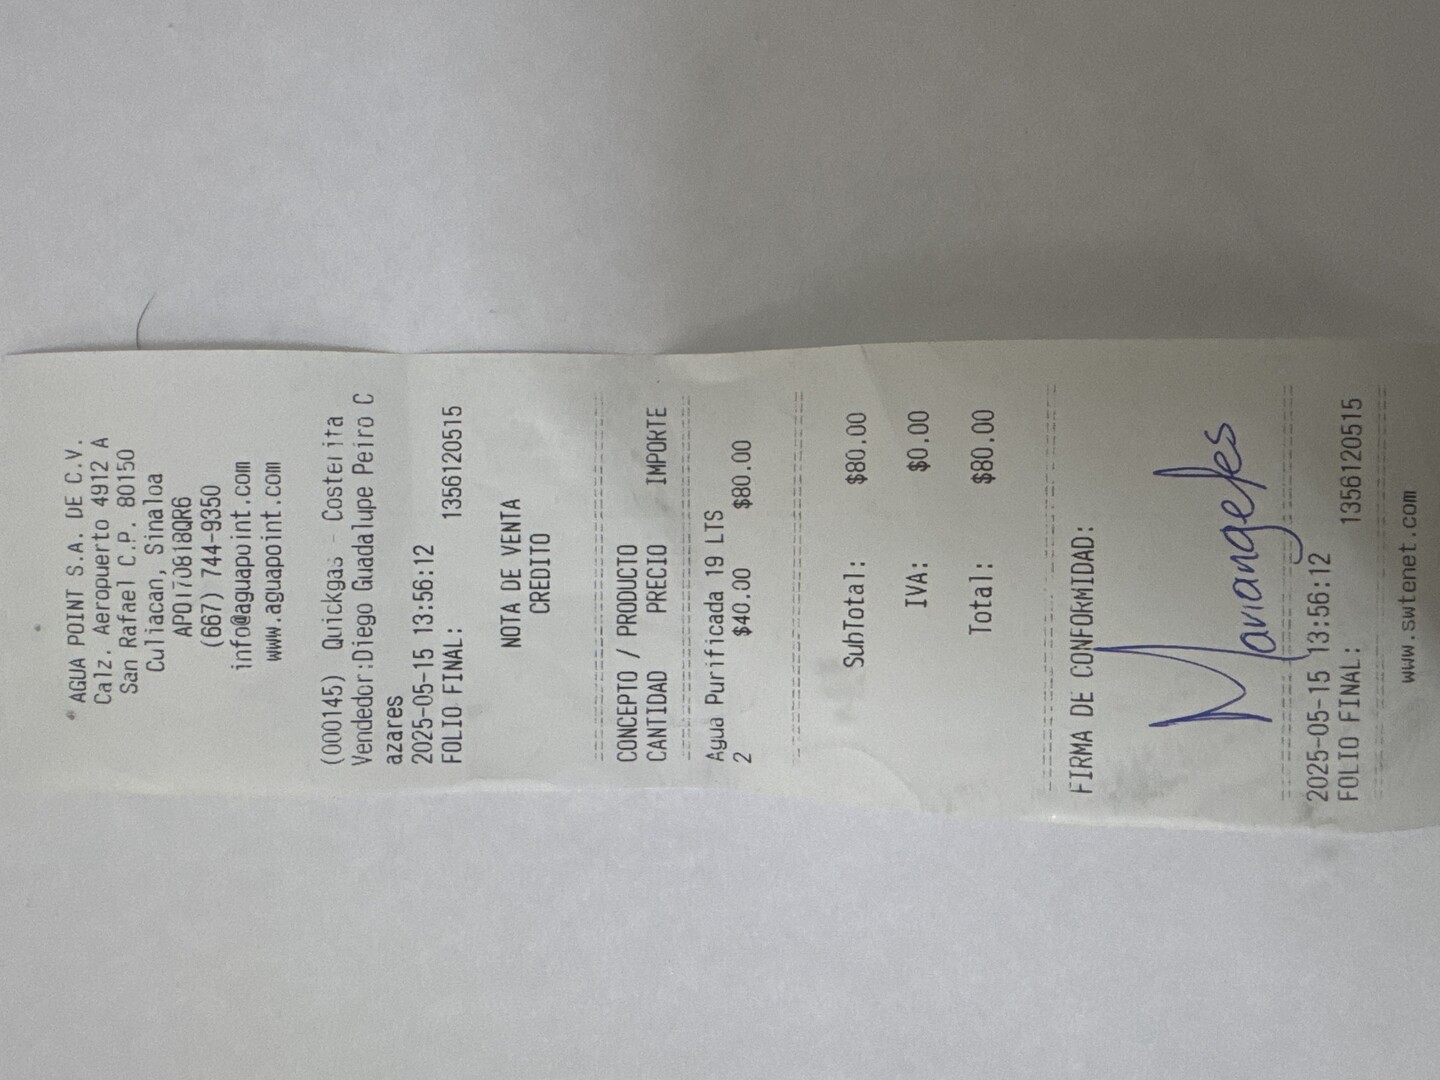 AGUA POINT S.A. DE C.V.
Calz. Aeropuerto 4912 A
San Rafael C.P. 80150
Culiacan, Sinaloa
APO170818QR6
(667) 744-9350
info@aguapoint.com
www.aguapoint.com
(000145) Quickgas - Costerita
Vendedor:Diego Guadalupe Peiro C
azares
2025-05-15 13:56:12
FOLIO FINAL: 1356120515
NOTA DE VENTA
CREDITO
CONCEPTO / PRODUCTO
CANTIDAD PRECIO IMPORTE
Agua Purificada 19 LTS
2 $40.00 $80.00
SubTotal: $80.00
IVA: $0.00
Total: $80.00
FIRMA DE CONFORMIDAD:
Mariangeles
2025-05-15 13:56:12
FOLIO FINAL: 1356120515
www.swtenet.com